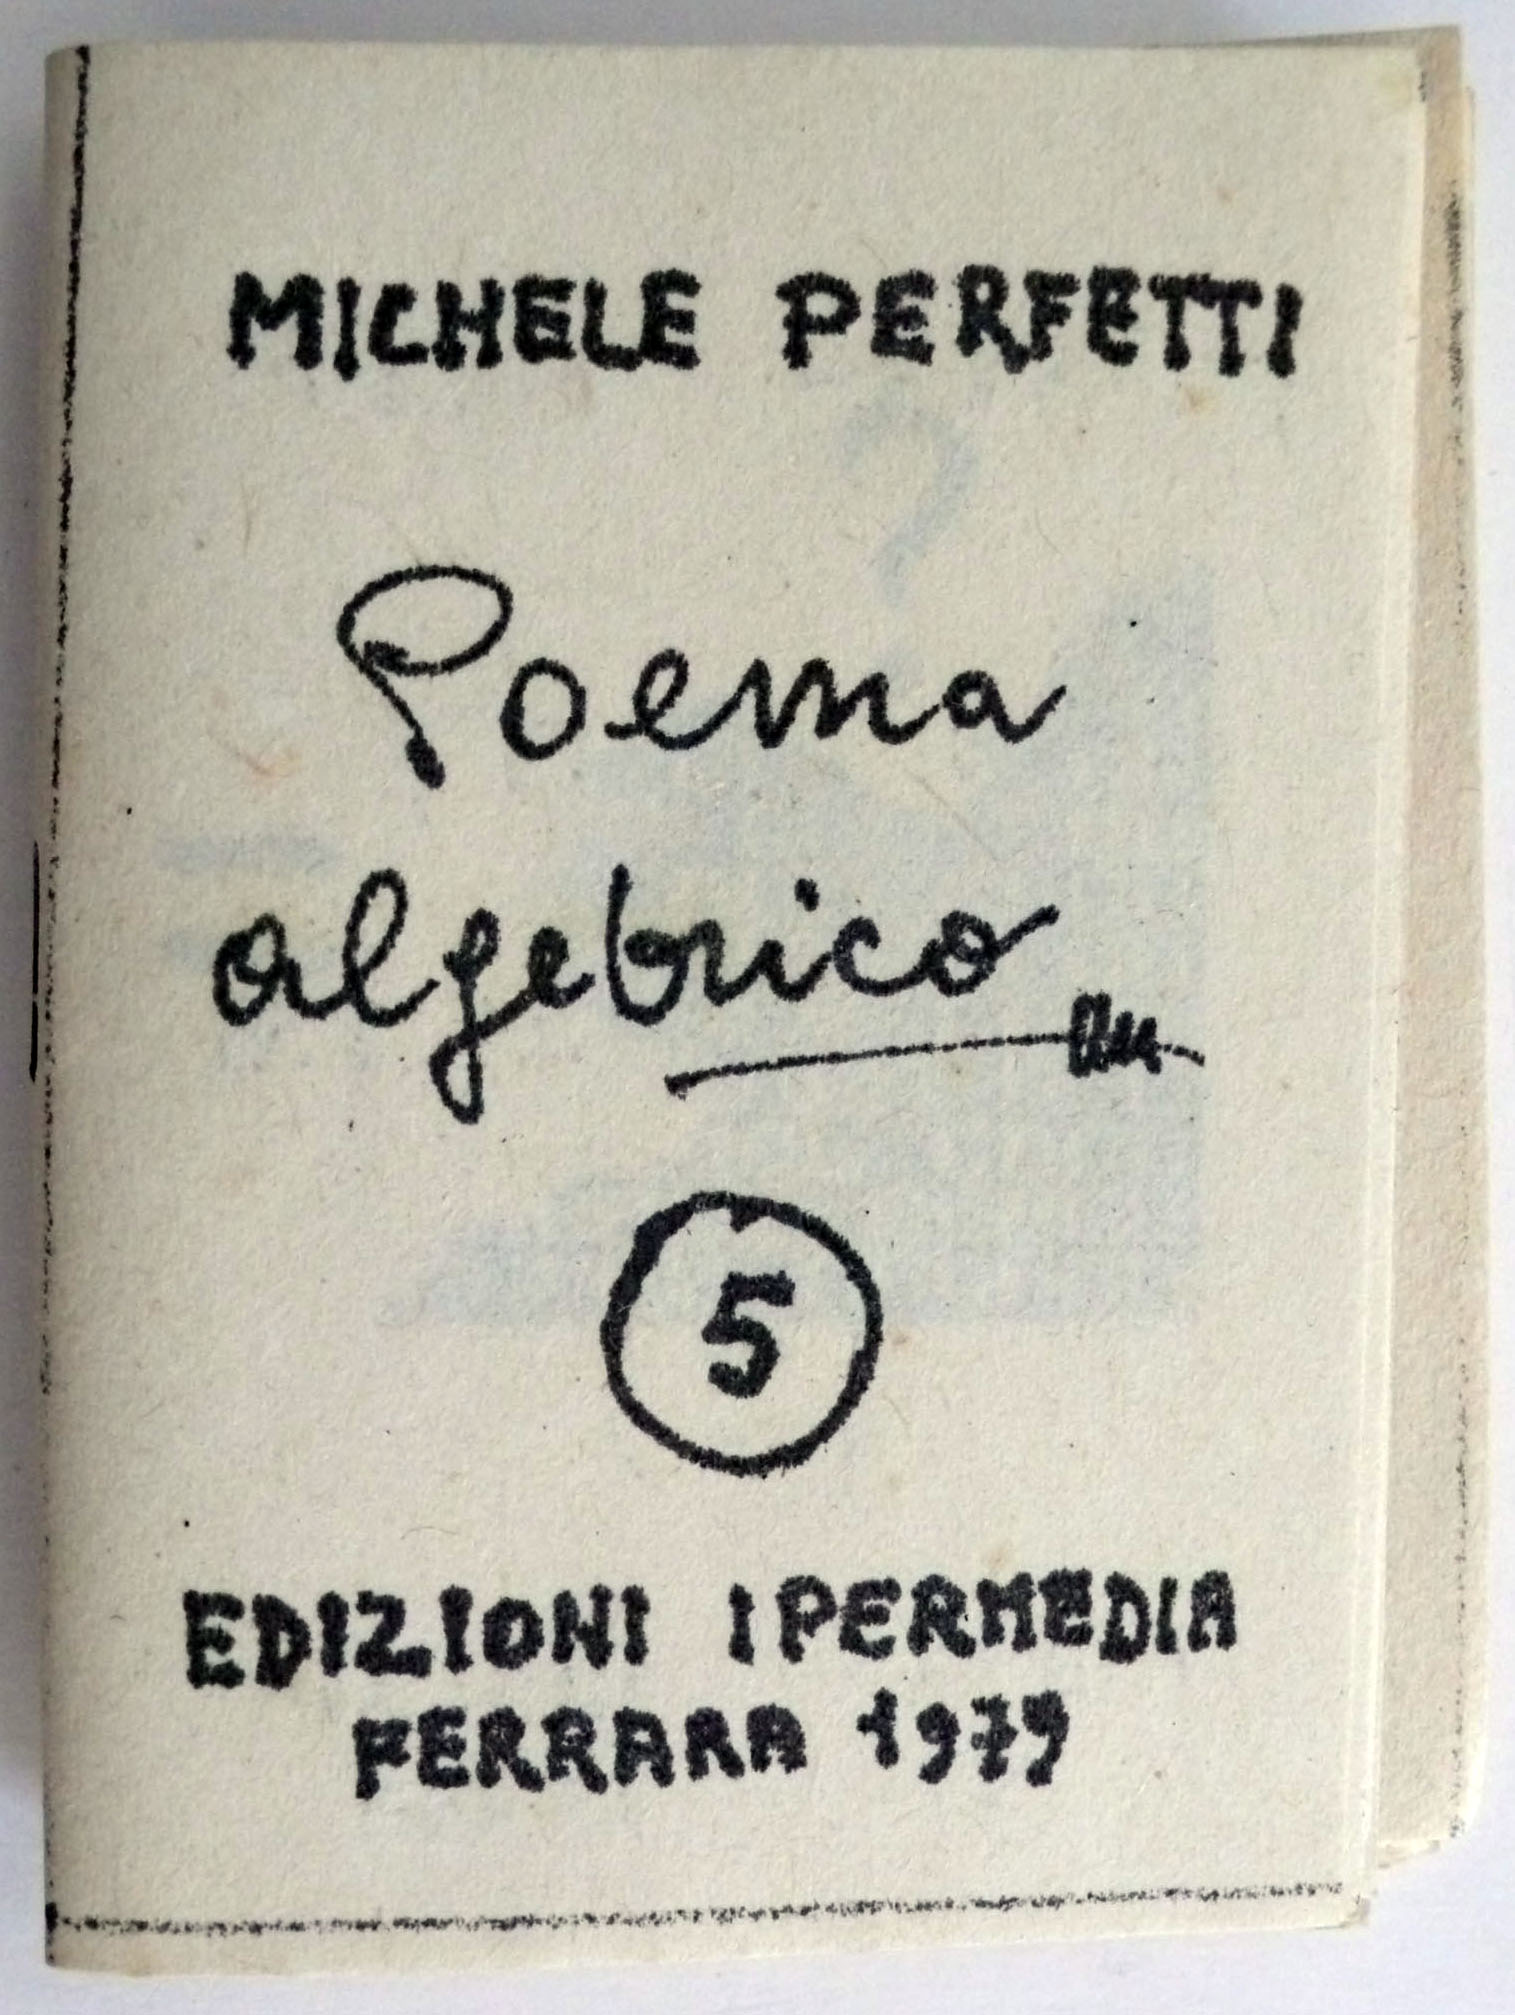 MICHELE PERFETTI
Poema
algebrico
5
EDIZIONI IPERMEDIA
FERRARA 1979